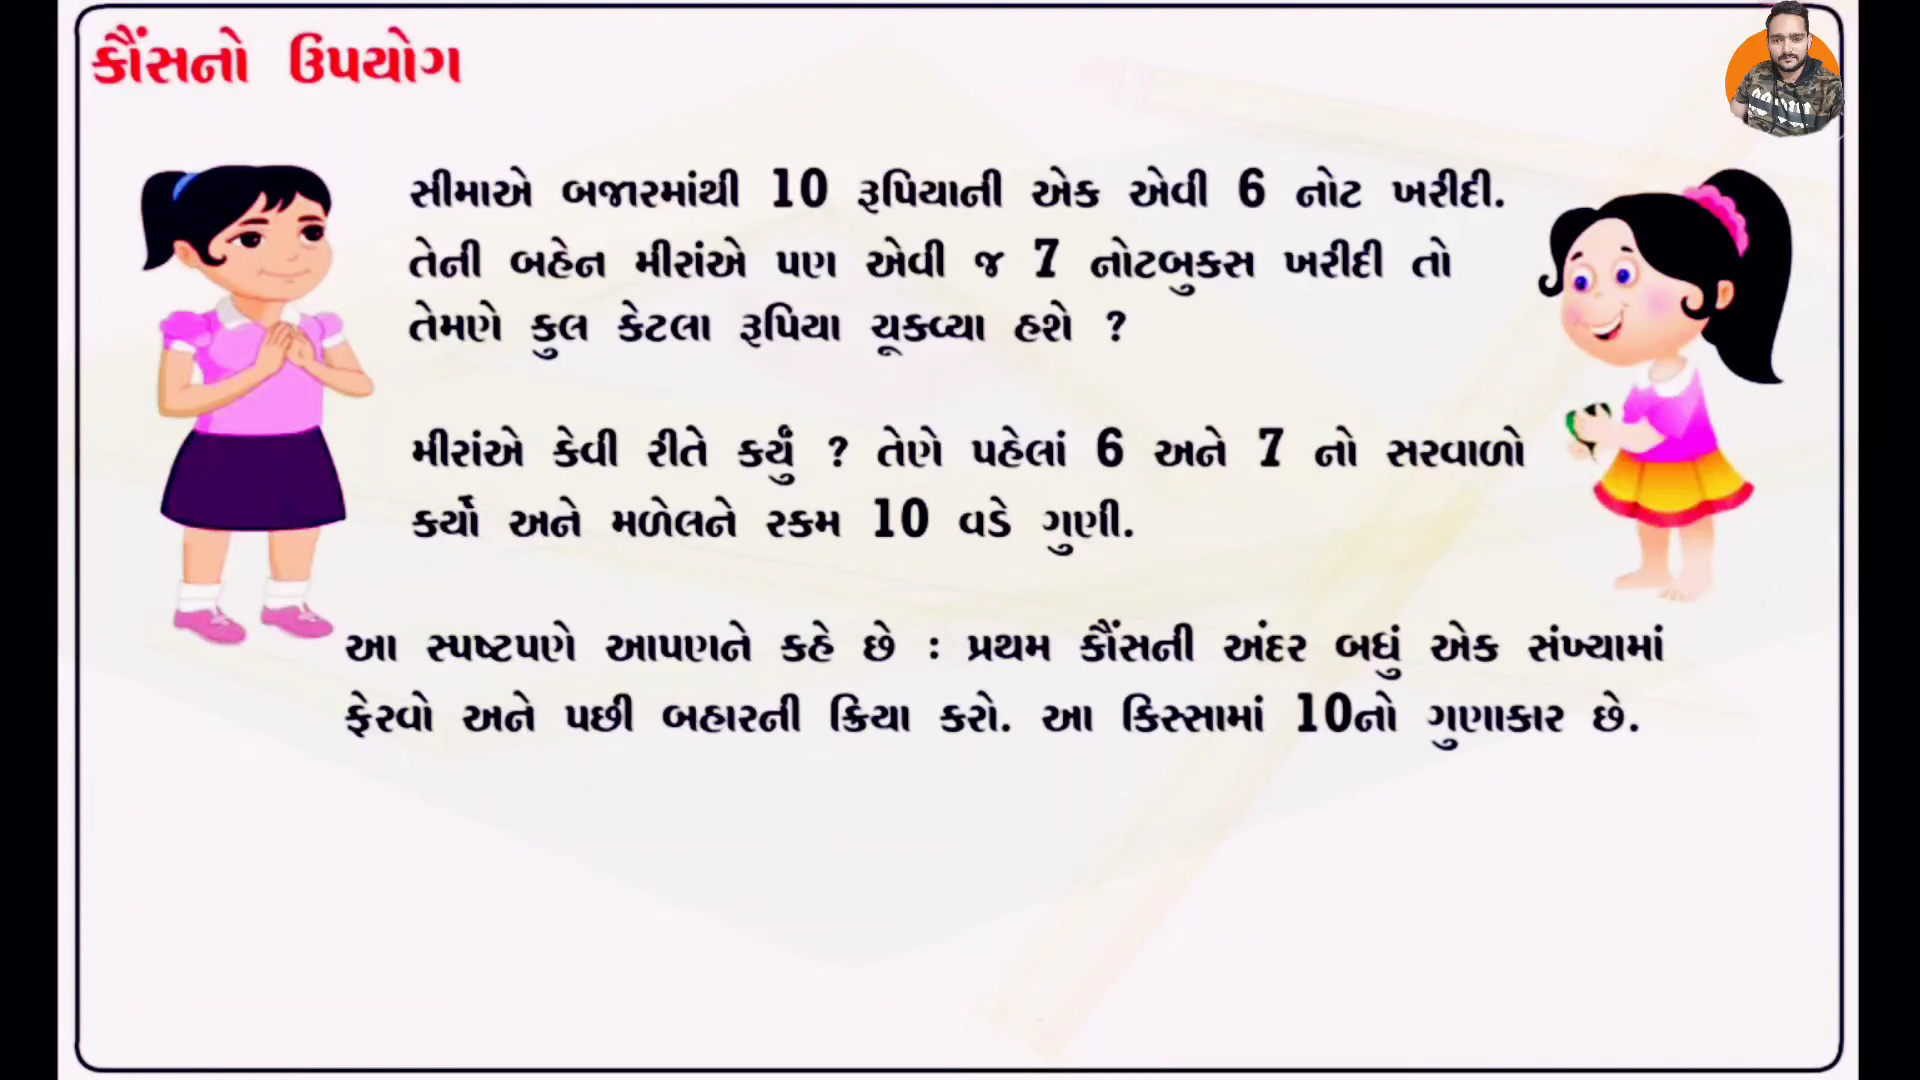 કૌંસનો ઉપયોગ
સીમાએ બજારમાંથી 10 રૂપિયાની એક એવી 6 નોટ ખરીદી.
તેની બહેન મીરાંએ પણ એવી જ 7 નોટબુકસ ખરીદી તો
તેમણે કુલ કેટલા રૂપિયા ચૂકવ્યા હશે ?
મીરાંએ કેવી રીતે કર્યું ? તેણે પહેલાં 6 અને 7 નો સરવાળો
કર્યો અને મળેલને રકમ 10 વડે ગુણી.
આ સ્પષ્ટપણે આપણને કહે છે : પ્રથમ કૌંસની અંદર બધું એક સંખ્યામાં
ફેરવો અને પછી બહારની ક્રિયા કરો. આ કિસ્સામાં 10નો ગુણાકાર છે.